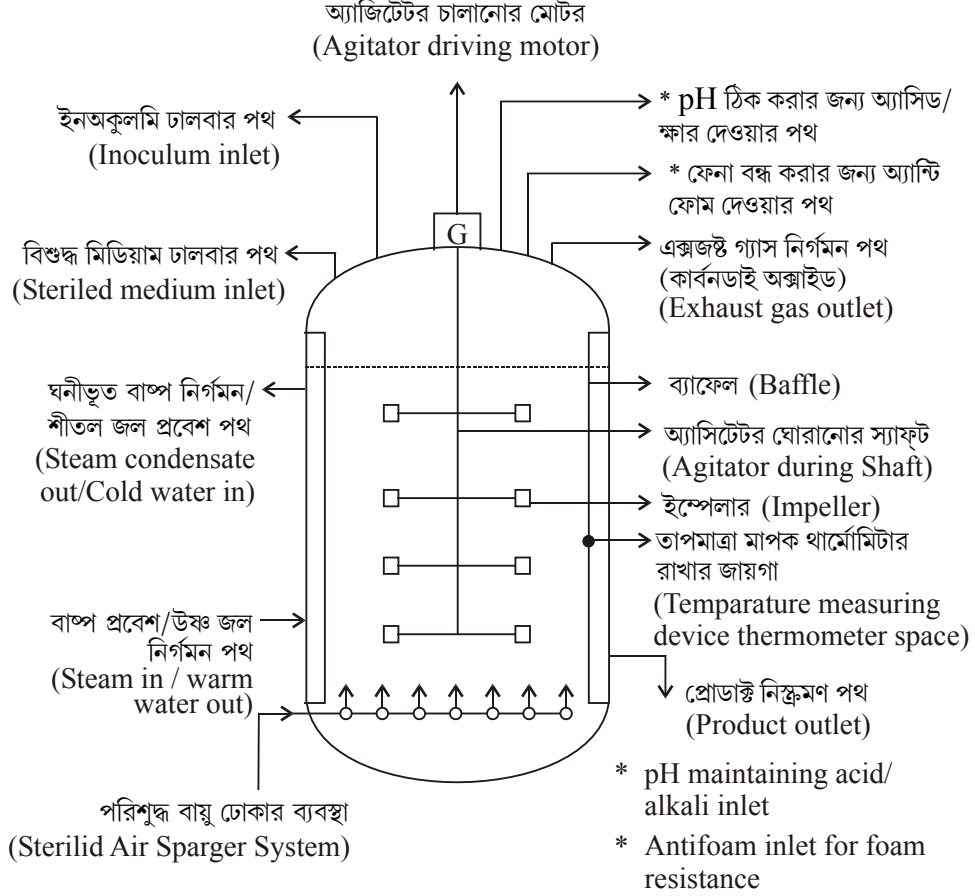 অ্যাজিটেটর চালানোর মোটর
(Agitator driving motor)
ইনঅকুলমি ঢালবার পথ
(Inoculum inlet)
* pH ঠিক করার জন্য অ্যাসিড/
ক্ষার দেওয়ার পথ
* ফেনা বন্ধ করার জন্য অ্যান্টি
ফোম দেওয়ার পথ
G
বিশুদ্ধ মিডিয়াম ঢালবার পথ
(Steriled medium inlet)
এক্সজষ্ট গ্যাস নির্গমন পথ
(কার্বনডাই অক্সাইড)
(Exhaust gas outlet)
ঘনীভূত বাষ্প নির্গমন/
শীতল জল প্রবেশ পথ
(Steam condensate
out/Cold water in)
ব্যাফেল (Baffle)
অ্যাসিটেটর ঘোরানোর স্যাফ্‌ট
(Agitator during Shaft)
ইম্পেলার (Impeller)
তাপমাত্রা মাপক থার্মোমিটার
রাখার জায়গা
(Temparature measuring
device thermometer space)
বাষ্প প্রবেশ/উষ্ণ জল
নির্গমন পথ
(Steam in / warm
water out)
প্রোডাক্ট নিস্ক্রমণ পথ
(Product outlet)
পরিশুদ্ধ বায়ু ঢোকার ব্যবস্থা
(Sterilid Air Sparger System)
* pH maintaining acid/
alkali inlet
* Antifoam inlet for foam
resistance